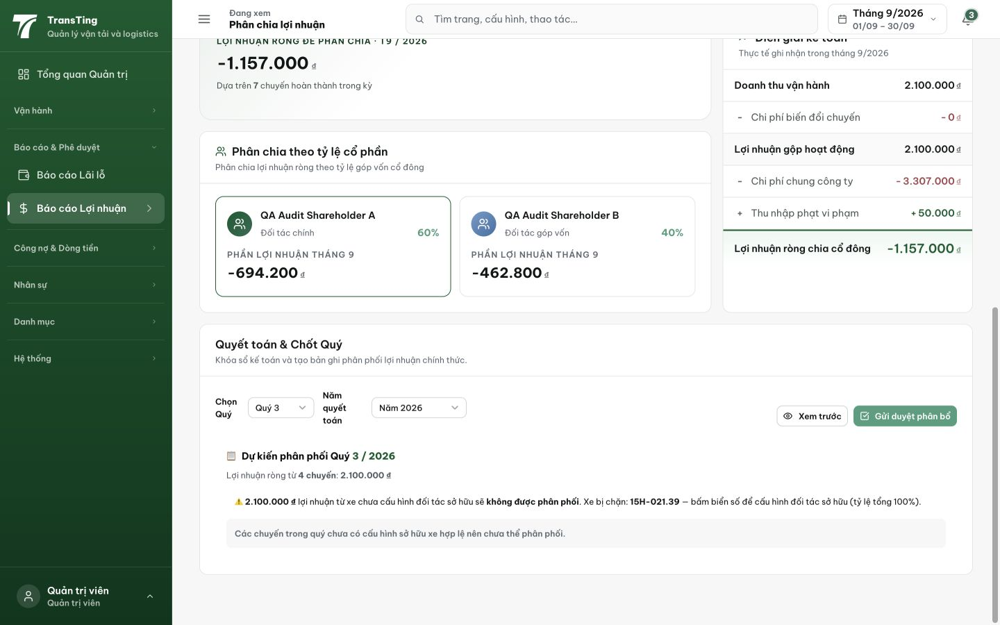 TransTing
Quản lý vận tải và logistics
Tổng quan Quản trị
Vận hành
Báo cáo & Phê duyệt
Báo cáo Lãi lỗ
Báo cáo Lợi nhuận
Công nợ & Dòng tiền
Nhân sự
Danh mục
Hệ thống
Quản trị viên
Quản trị viên
Đang xem
Phân chia lợi nhuận
Tìm trang, cấu hình, thao tác...
Tháng 9/2026
01/09 – 30/09
3
LỢI NHUẬN RÒNG ĐỂ PHÂN CHIA · T9 / 2026
-1.157.000 ₫
Dựa trên 7 chuyến hoàn thành trong kỳ
Phân chia theo tỷ lệ cổ phần
Phân chia lợi nhuận ròng theo tỷ lệ góp vốn cổ đông
QA Audit Shareholder A
Đối tác chính
60%
PHẦN LỢI NHUẬN THÁNG 9
-694.200 ₫
QA Audit Shareholder B
Đối tác góp vốn
40%
PHẦN LỢI NHUẬN THÁNG 9
-462.800 ₫
Diễn giải kế toán
Thực tế ghi nhận trong tháng 9/2026
Doanh thu vận hành 2.100.000 ₫
- Chi phí biến đổi chuyến - 0 ₫
Lợi nhuận gộp hoạt động 2.100.000 ₫
- Chi phí chung công ty - 3.307.000 ₫
+ Thu nhập phạt vi phạm + 50.000 ₫
Lợi nhuận ròng chia cổ đông -1.157.000 ₫
Quyết toán & Chốt Quý
Khóa sổ kế toán và tạo bản ghi phân phối lợi nhuận chính thức.
Chọn
Quý
Quý 3
Năm
quyết
toán
Năm 2026
Xem trước
Gửi duyệt phân bổ
📋 Dự kiến phân phối Quý 3 / 2026
Lợi nhuận ròng từ 4 chuyến: 2.100.000 ₫
⚠️ 2.100.000 ₫ lợi nhuận từ xe chưa cấu hình đối tác sở hữu sẽ không được phân phối. Xe bị chặn: 15H-021.39 — bấm biển số để cấu hình đối tác sở hữu (tỷ lệ tổng 100%).
Các chuyến trong quý chưa có cấu hình sở hữu xe hợp lệ nên chưa thể phân phối.